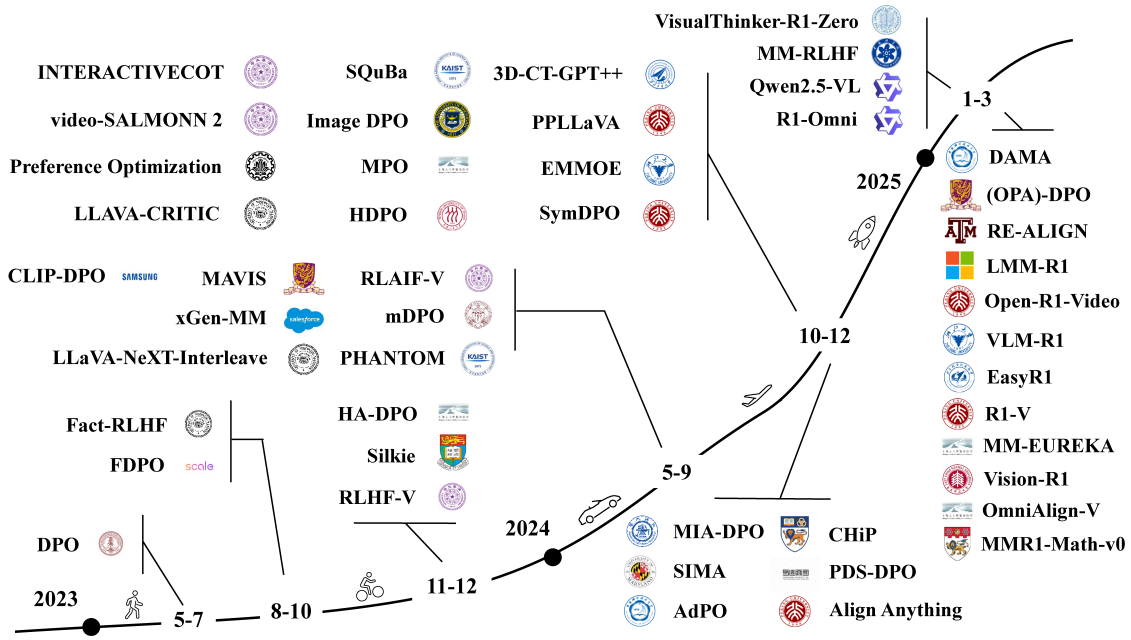 VisualThinker-R1-Zero
MM-RLHF
Qwen2.5-VL
R1-Omni
INTERACTIVECOT
video-SALMONN 2
Preference Optimization
LLAVA-CRITIC
SQuBa
KAIST
Image DPO
MPO
HDPO
3D-CT-GPT++
PPLLaVA
EMMOE
SymDPO
1-3
2025
DAMA
(OPA)-DPO
RE-ALIGN
LMM-R1
Open-R1-Video
VLM-R1
EasyR1
R1-V
MM-EUREKA
Vision-R1
OmniAlign-V
MMR1-Math-v0
CLIP-DPO
SAMSUNG
MAVIS
xGen-MM
salesforce
LLaVA-NeXT-Interleave
RLAIF-V
mDPO
PHANTOM
KAIST
10-12
Fact-RLHF
FDPO
scale
HA-DPO
Silkie
RLHF-V
5-9
MIA-DPO
SIMA
AdPO
CHiP
PDS-DPO
Align Anything
2024
DPO
2023
5-7
8-10
11-12